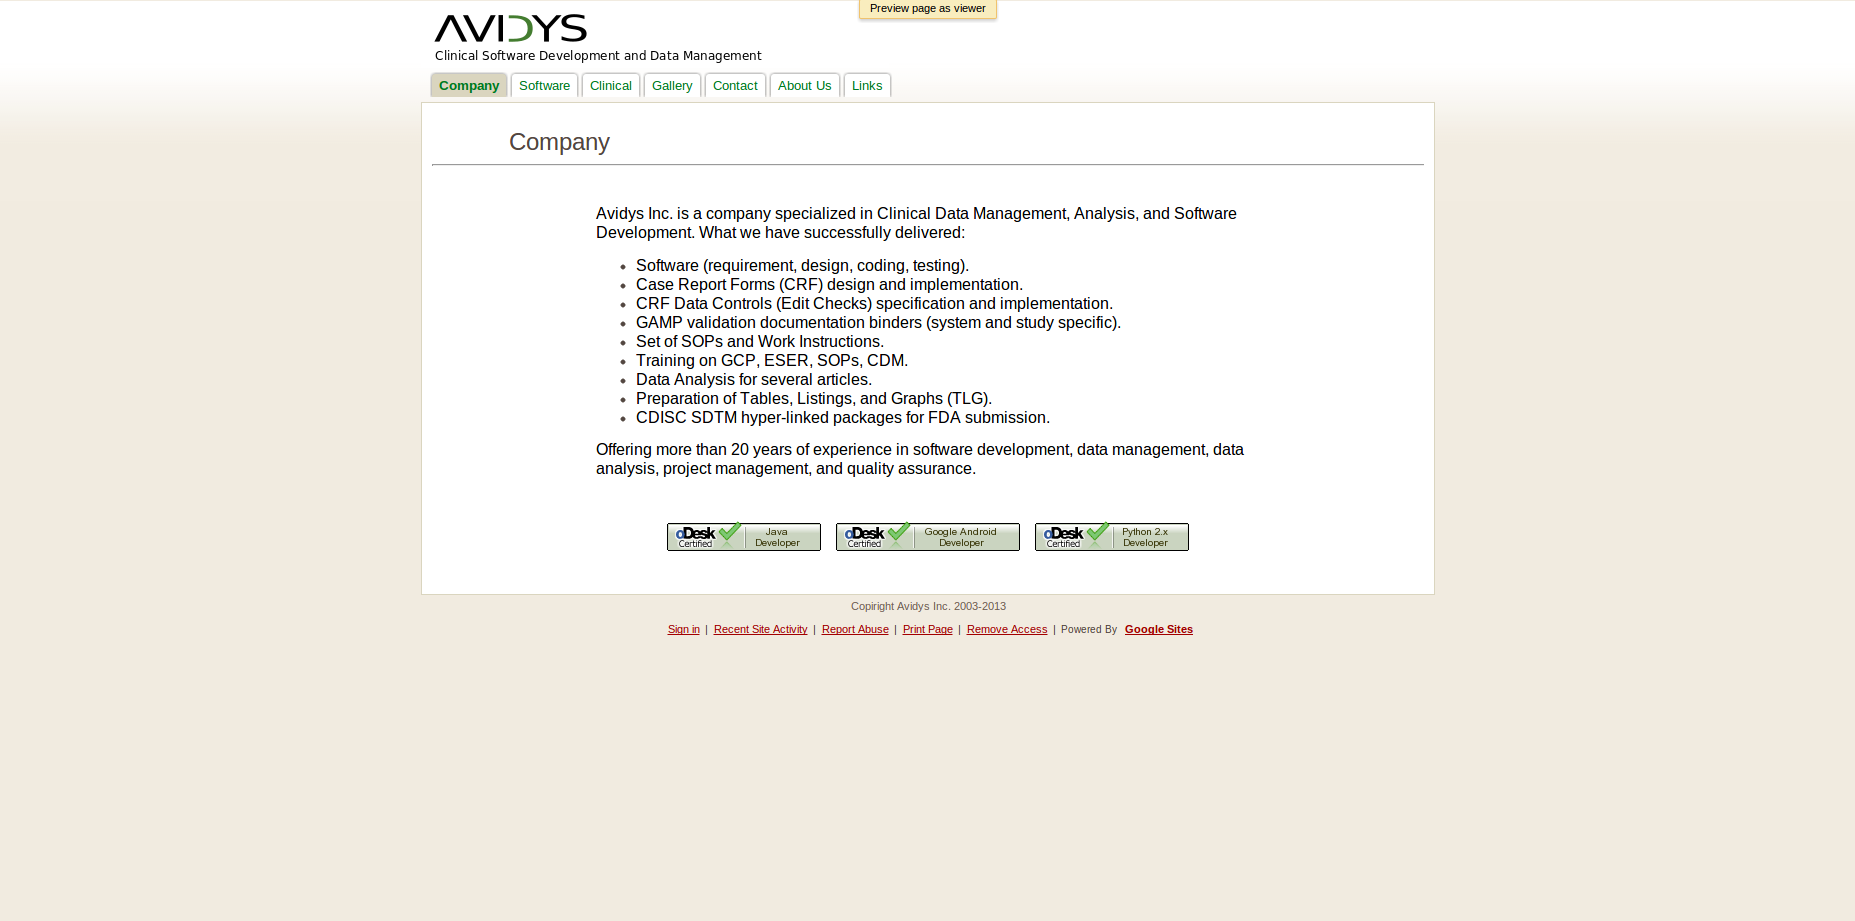 Preview page as viewer
AVIDYS
Clinical Software Development and Data Management
Company Software Clinical Gallery Contact About Us Links
Company
Avidys Inc. is a company specialized in Clinical Data Management, Analysis, and Software
Development. What we have successfully delivered:
Software (requirement, design, coding, testing).
Case Report Forms (CRF) design and implementation.
CRF Data Controls (Edit Checks) specification and implementation.
GAMP validation documentation binders (system and study specific).
Set of SOPs and Work Instructions.
Training on GCP, ESER, SOPs, CDM.
Data Analysis for several articles.
Preparation of Tables, Listings, and Graphs (TLG).
CDISC SDTM hyper-linked packages for FDA submission.
Offering more than 20 years of experience in software development, data management, data
analysis, project management, and quality assurance.
oDesk Certified Java Developer
oDesk Certified Google Android Developer
oDesk Certified Python 2.x Developer
Copiright Avidys Inc. 2003-2013
Sign in | Recent Site Activity | Report Abuse | Print Page | Remove Access | Powered By Google Sites